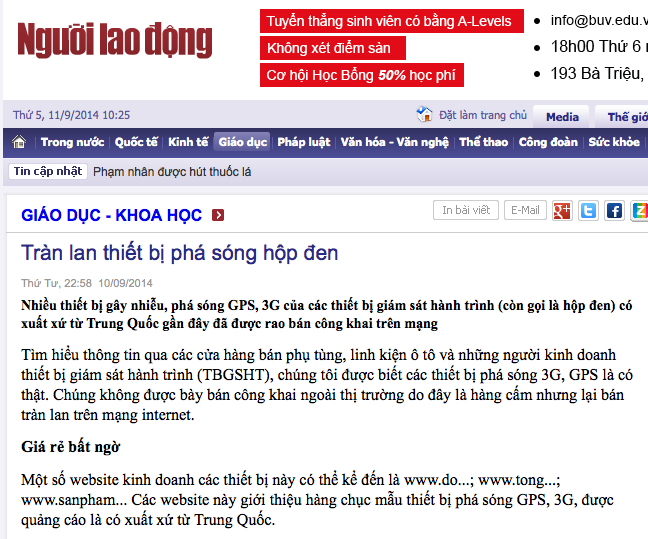 Người lao động
Tuyển thẳng sinh viên có bằng A-Levels
Không xét điểm sàn
Cơ hội Học Bổng 50% học phí
info@buv.edu.v
18h00 Thứ 6
193 Bà Triệu,
Thứ 5, 11/9/2014 10:25
Đặt làm trang chủ
Media
Thế giớ
Trong nước Quốc tế Kinh tế Giáo dục Pháp luật Văn hóa - Văn nghệ Thể thao Công đoàn Sức khỏe
Tin cập nhật Phạm nhân được hút thuốc lá
GIÁO DỤC - KHOA HỌC
In bài viết E-Mail
Tràn lan thiết bị phá sóng hộp đen
Thứ Tư, 22:58 10/09/2014
Nhiều thiết bị gây nhiễu, phá sóng GPS, 3G của các thiết bị giám sát hành trình (còn gọi là hộp đen) có
xuất xứ từ Trung Quốc gần đây đã được rao bán công khai trên mạng
Tìm hiểu thông tin qua các cửa hàng bán phụ tùng, linh kiện ô tô và những người kinh doanh
thiết bị giám sát hành trình (TBGSHT), chúng tôi được biết các thiết bị phá sóng 3G, GPS là có
thật. Chúng không được bày bán công khai ngoài thị trường do đây là hàng cấm nhưng lại bán
tràn lan trên mạng internet.
Giá rẻ bất ngờ
Một số website kinh doanh các thiết bị này có thể kể đến là www.do...; www.tong...;
www.sanpham... Các website này giới thiệu hàng chục mẫu thiết bị phá sóng GPS, 3G, được
quảng cáo là có xuất xứ từ Trung Quốc.